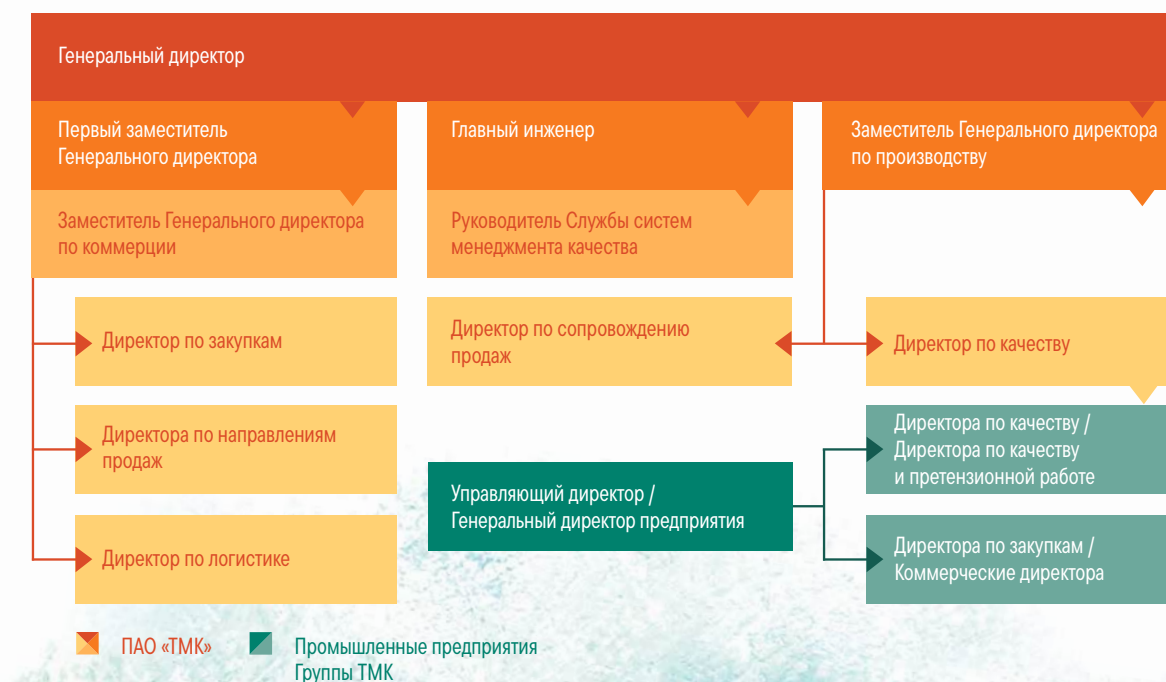 Генеральный директор
Первый заместитель
Генерального директора
Главный инженер
Заместитель Генерального директора
по производству
Заместитель Генерального директора
по коммерции
Руководитель Службы систем
менеджмента качества
Директор по закупкам
Директор по сопровождению
продаж
Директор по качеству
Директора по направлениям
продаж
Директора по качеству /
Директора по качеству
и претензионной работе
Управляющий директор /
Генеральный директор предприятия
Директор по логистике
Директора по закупкам /
Коммерческие директора
ПАО «ТМК»
Промышленные предприятия
Группы ТМК